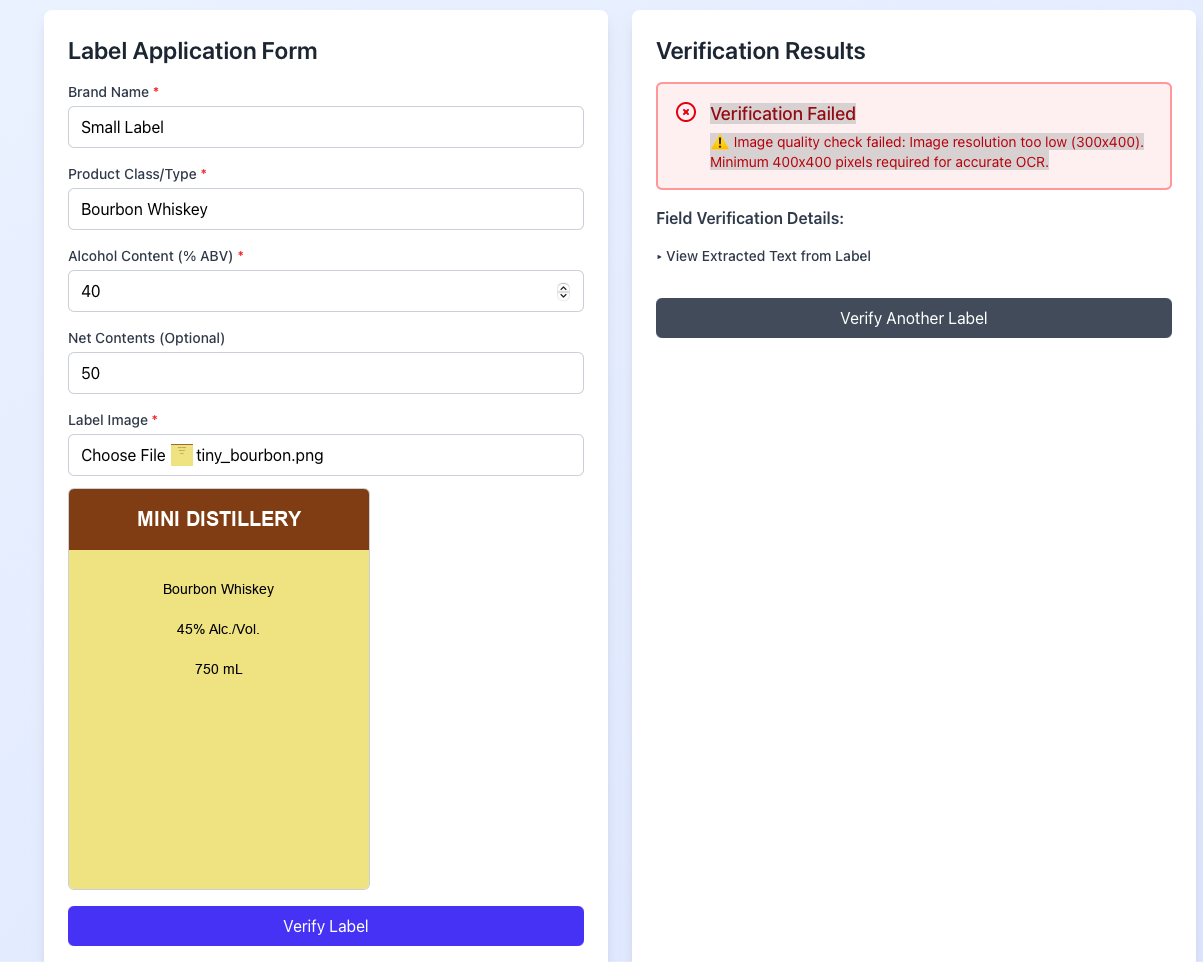 Label Application Form
Brand Name *
Small Label
Product Class/Type *
Bourbon Whiskey
Alcohol Content (% ABV) *
40
Net Contents (Optional)
50
Label Image *
Choose File tiny_bourbon.png
MINI DISTILLERY
Bourbon Whiskey
45% Alc./Vol.
750 mL
Verify Label
Verification Results
Verification Failed
⚠️ Image quality check failed: Image resolution too low (300x400).
Minimum 400x400 pixels required for accurate OCR.
Field Verification Details:
‣ View Extracted Text from Label
Verify Another Label